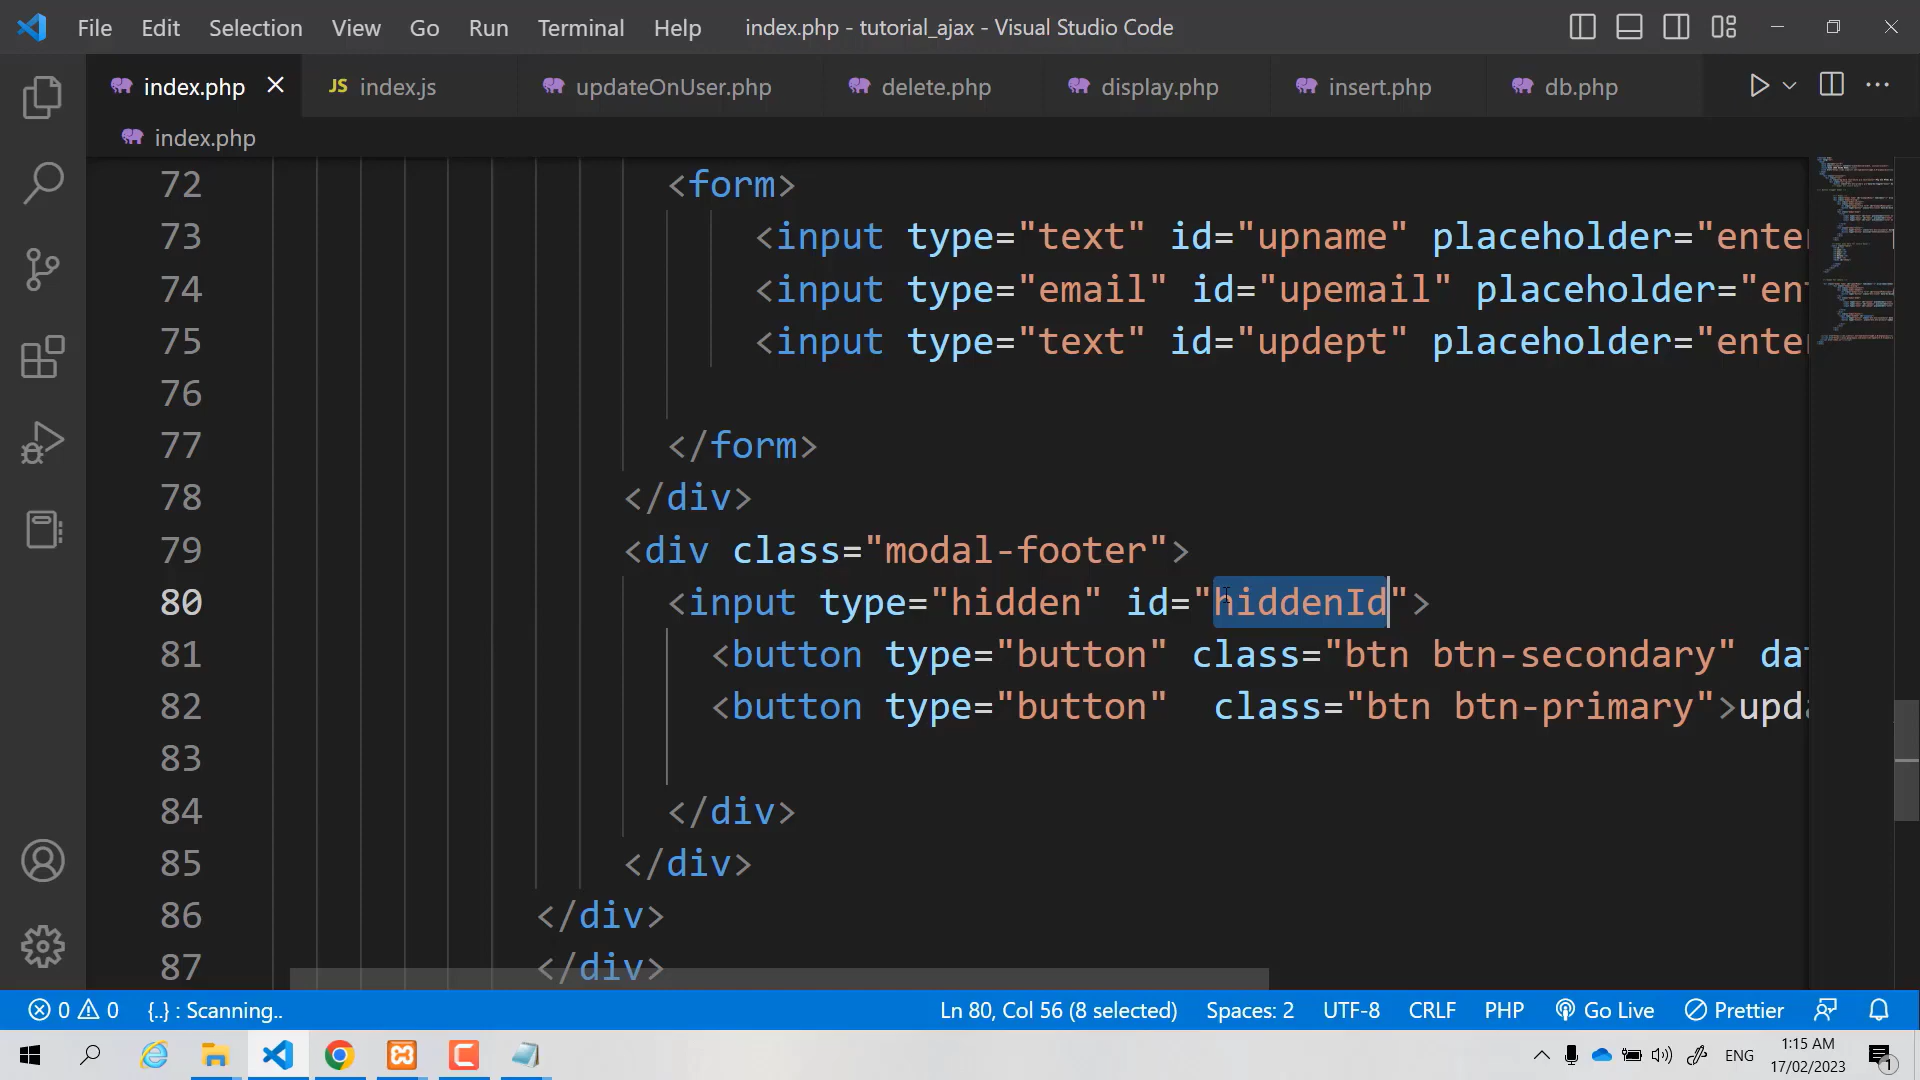 File Edit Selection View Go Run Terminal Help index.php - tutorial_ajax - Visual Studio Code
index.php JS index.js updateOnUser.php delete.php display.php insert.php db.php
index.php
72 <form>
73 <input type="text" id="upname" placeholder="enter
74 <input type="email" id="upemail" placeholder="en
75 <input type="text" id="updept" placeholder="enter
76
77 </form>
78 </div>
79 <div class="modal-footer">
80 <input type="hidden" id="hiddenId">
81 <button type="button" class="btn btn-secondary" dat
82 <button type="button"  class="btn btn-primary">upda
83
84 </div>
85 </div>
86 </div>
87 </div>
0 0 {..} : Scanning.. Ln 80, Col 56 (8 selected) Spaces: 2 UTF-8 CRLF PHP Go Live Prettier
ENG 1:15 AM
17/02/2023 1